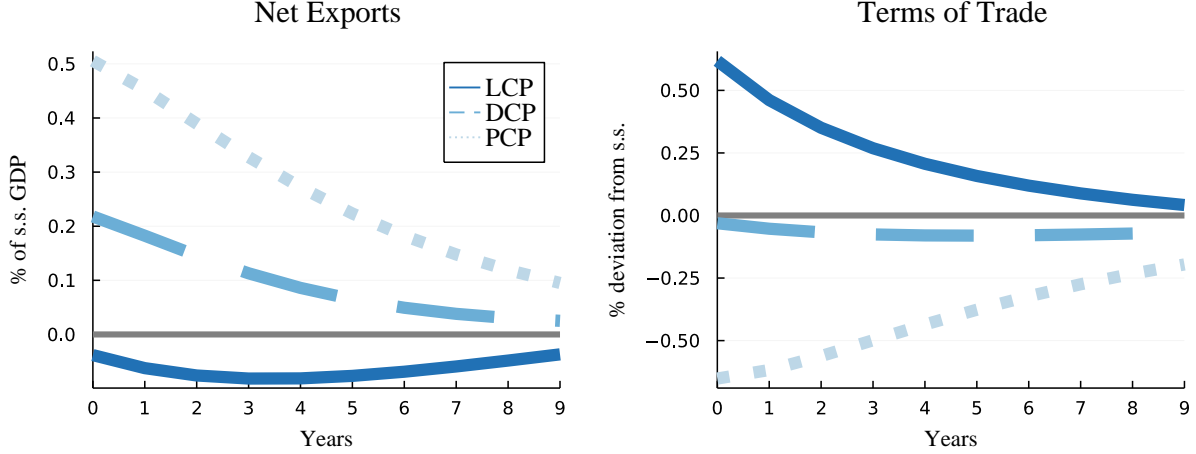 Net Exports
% of s.s. GDP
0.5
0.4
0.3
0.2
0.1
0.0
LCP
DCP
PCP
0 1 2 3 4 5 6 7 8 9
Years
Terms of Trade
% deviation from s.s.
0.50
0.25
0.00
−0.25
−0.50
0 1 2 3 4 5 6 7 8 9
Years